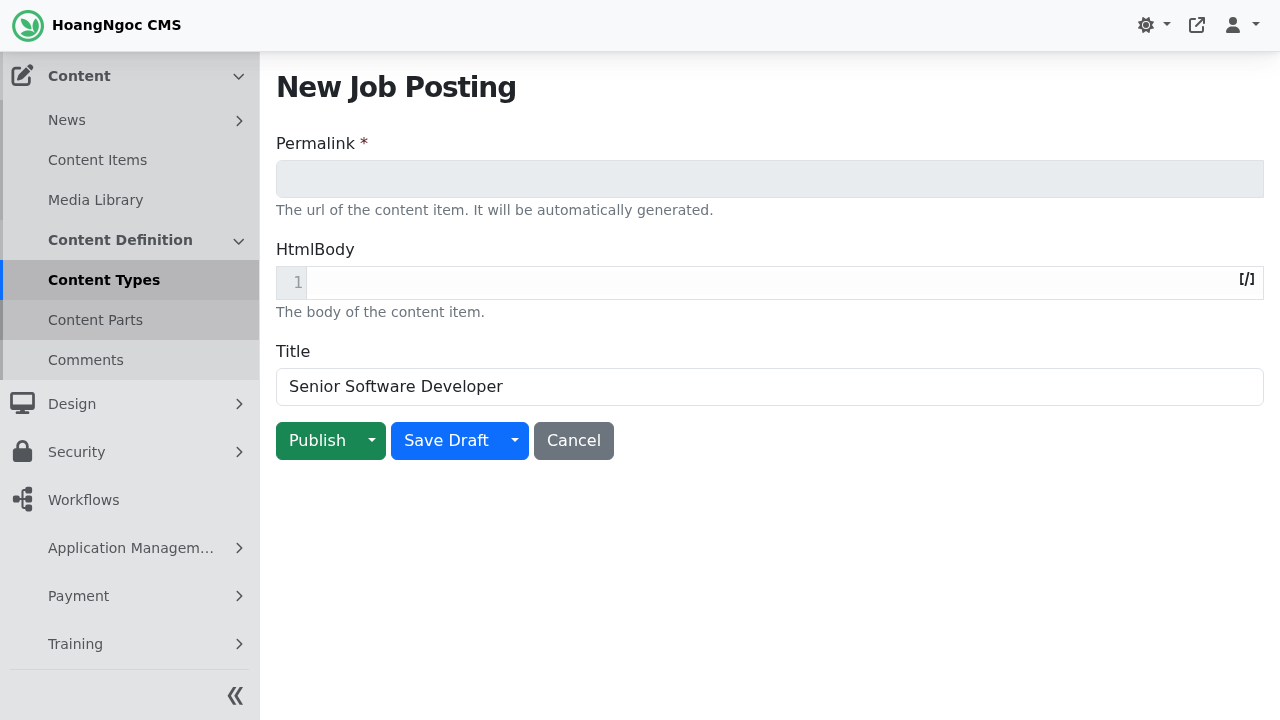 HoangNgoc CMS
Content
News
Content Items
Media Library
Content Definition
Content Types
Content Parts
Comments
Design
Security
Workflows
Application Managem...
Payment
Training
New Job Posting
Permalink *
The url of the content item. It will be automatically generated.
HtmlBody
1
[/]
The body of the content item.
Title
Senior Software Developer
Publish
Save Draft
Cancel